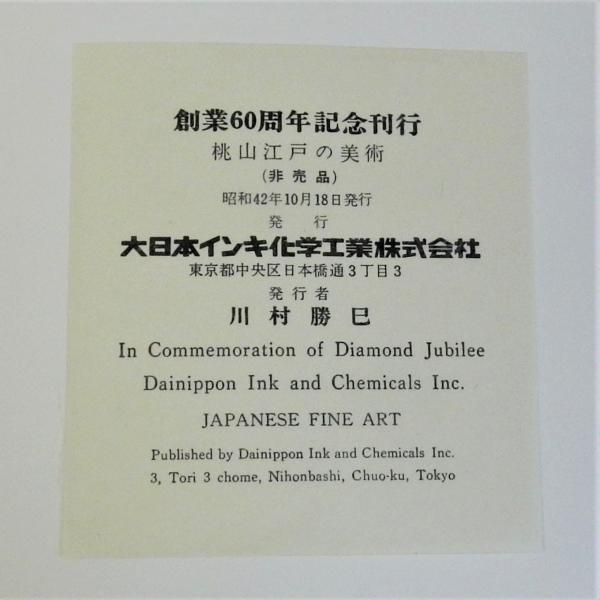 創業60周年記念刊行
桃山江戸の美術
(非売品)
昭和42年10月18日発行
発行
大日本インキ化学工業株式会社
東京都中央区日本橋通3丁目3
発行者
川村勝巳
In Commemoration of Diamond Jubilee
Dainippon Ink and Chemicals Inc.
JAPANESE FINE ART
Published by Dainippon Ink and Chemicals Inc.
3, Tori 3 chome, Nihonbashi, Chuo-ku, Tokyo